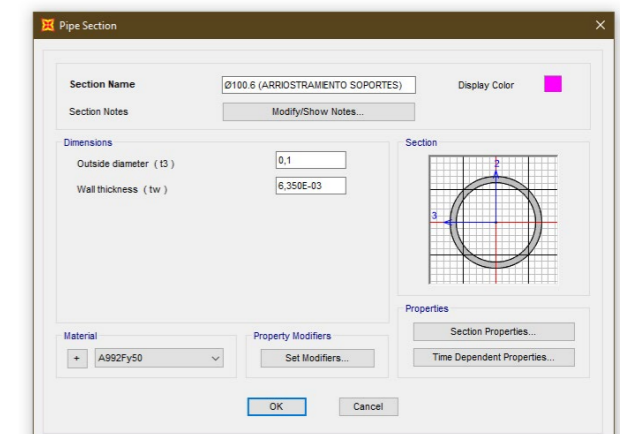 Pipe Section
Section Name
Ø100.6 (ARRIOSTRAMIENTO SOPORTES)
Display Color
Section Notes
Modify/Show Notes...
Dimensions
Outside diameter ( t3 )
0,1
Wall thickness ( tw )
6,350E-03
Section
2
3
Properties
Section Properties...
Time Dependent Properties...
Material
+
A992Fy50
Property Modifiers
Set Modifiers...
OK
Cancel